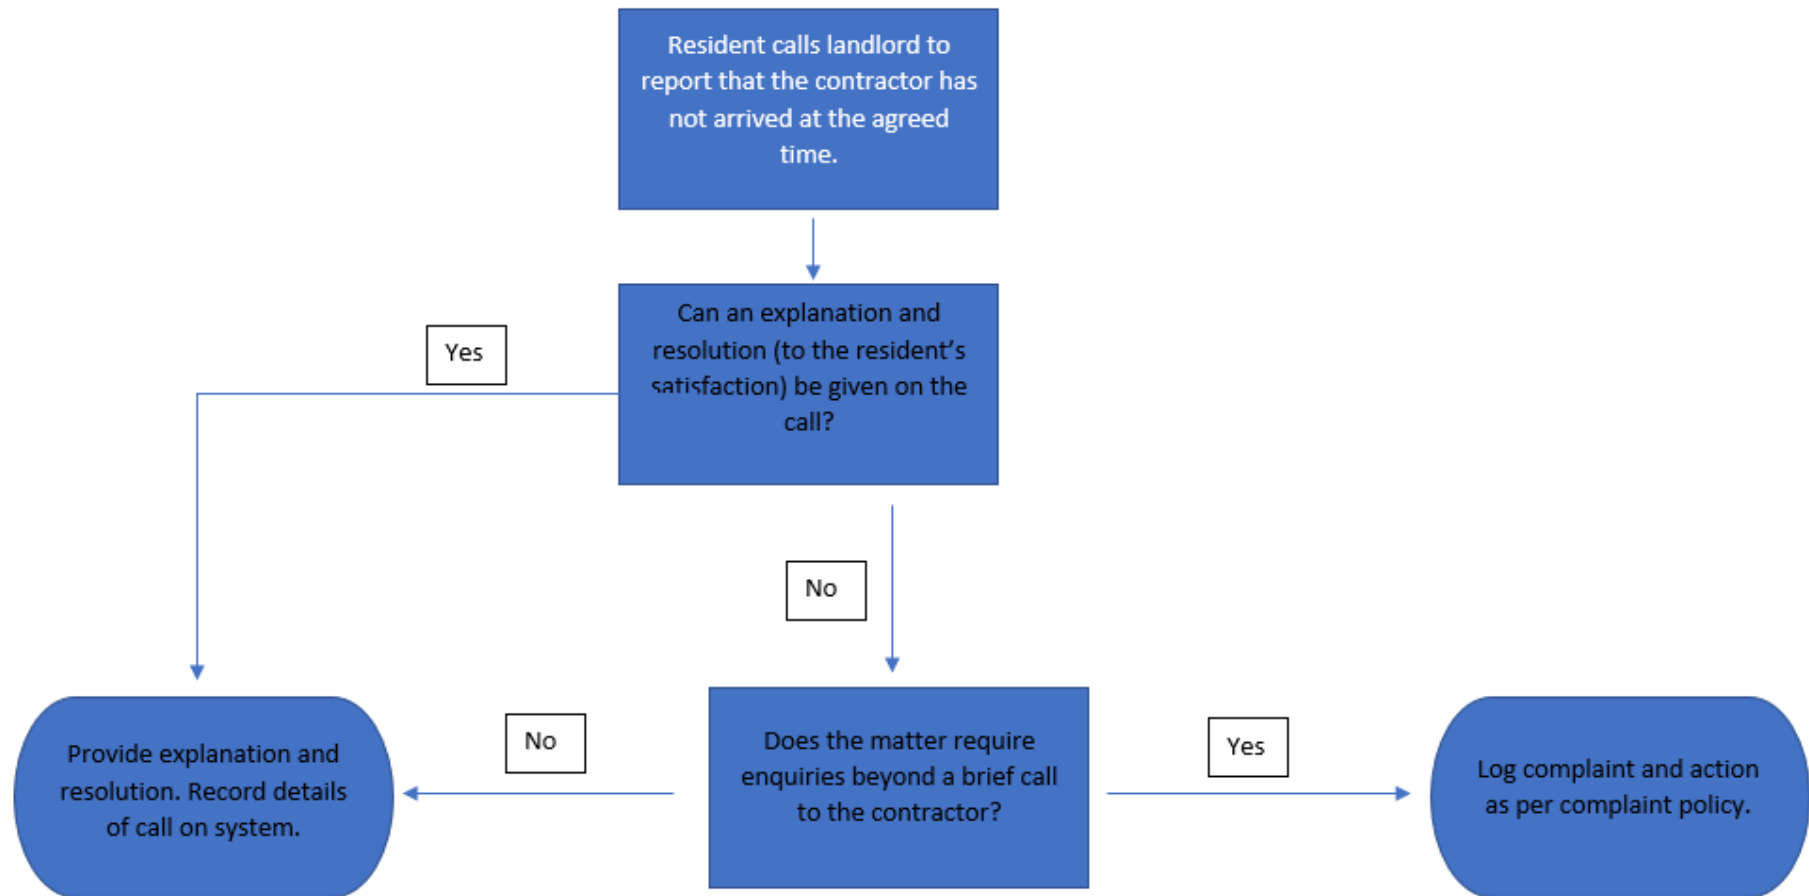 Resident calls landlord to
report that the contractor has
not arrived at the agreed
time.
Can an explanation and
resolution (to the resident's
satisfaction) be given on the
call?
Yes
No
Does the matter require
enquiries beyond a brief call
to the contractor?
No
Yes
Provide explanation and
resolution. Record details
of call on system.
Log complaint and action
as per complaint policy.